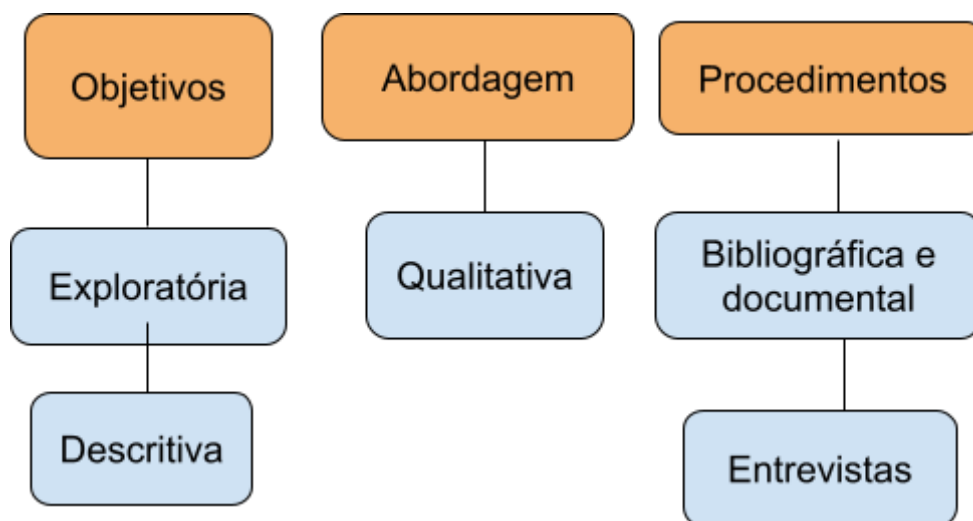 Objetivos
Abordagem
Procedimentos
Exploratória
Qualitativa
Bibliográfica e
documental
Descritiva
Entrevistas